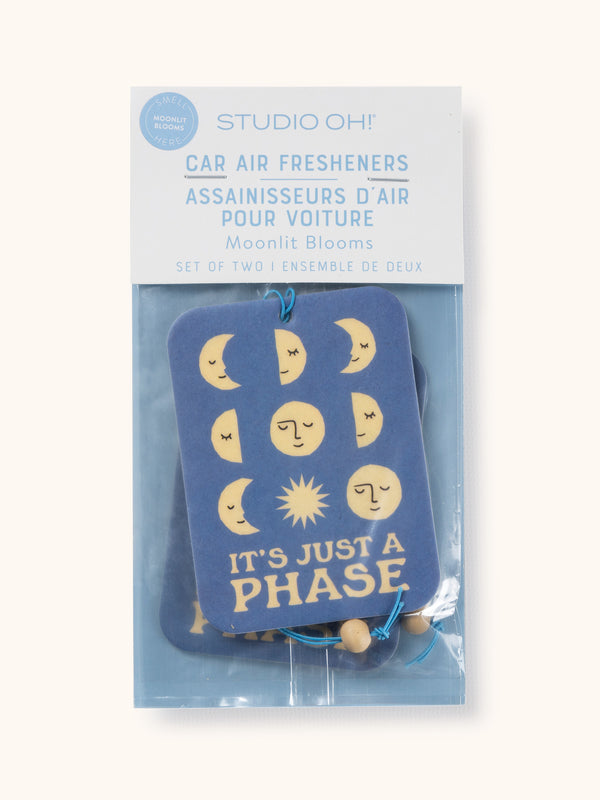 SMELL
MOONLIT
BLOOMS
HERE
STUDIO OH!®
CAR AIR FRESHENERS
ASSAINISSEURS D'AIR
POUR VOITURE
Moonlit Blooms
SET OF TWO | ENSEMBLE DE DEUX
IT'S JUST A
PHASE